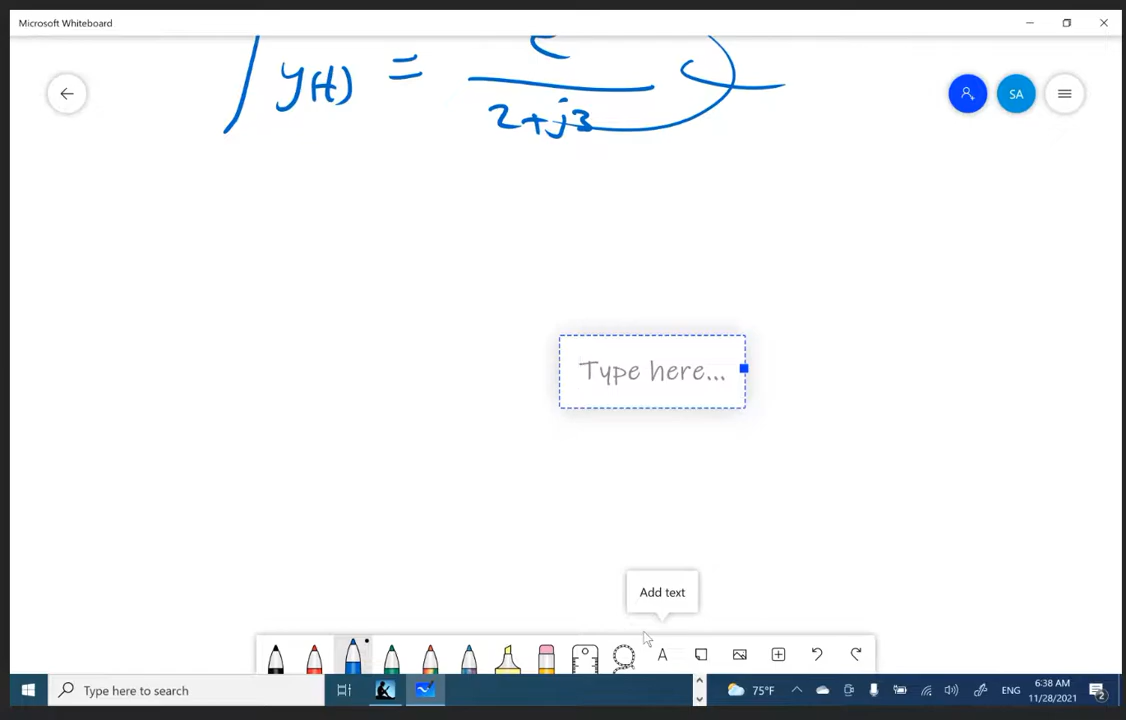 Microsoft Whiteboard
y(t) =
2+j3
SA
Type here...
Add text
A
Type here to search
75°F
ENG
6:38 AM
11/28/2021
2